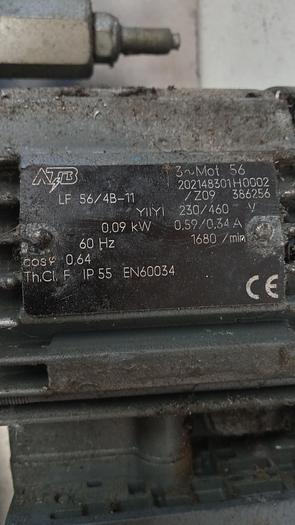 ATB 3~Mot 56
202148301H0002
LF 56/4B-11 /Z09 386256
YIIYI 230/460 V
0,09 kW 0,59/0,34 A
60 Hz 1680 /min
cosφ 0,64
Th.Cl. F IP 55 EN60034
CE